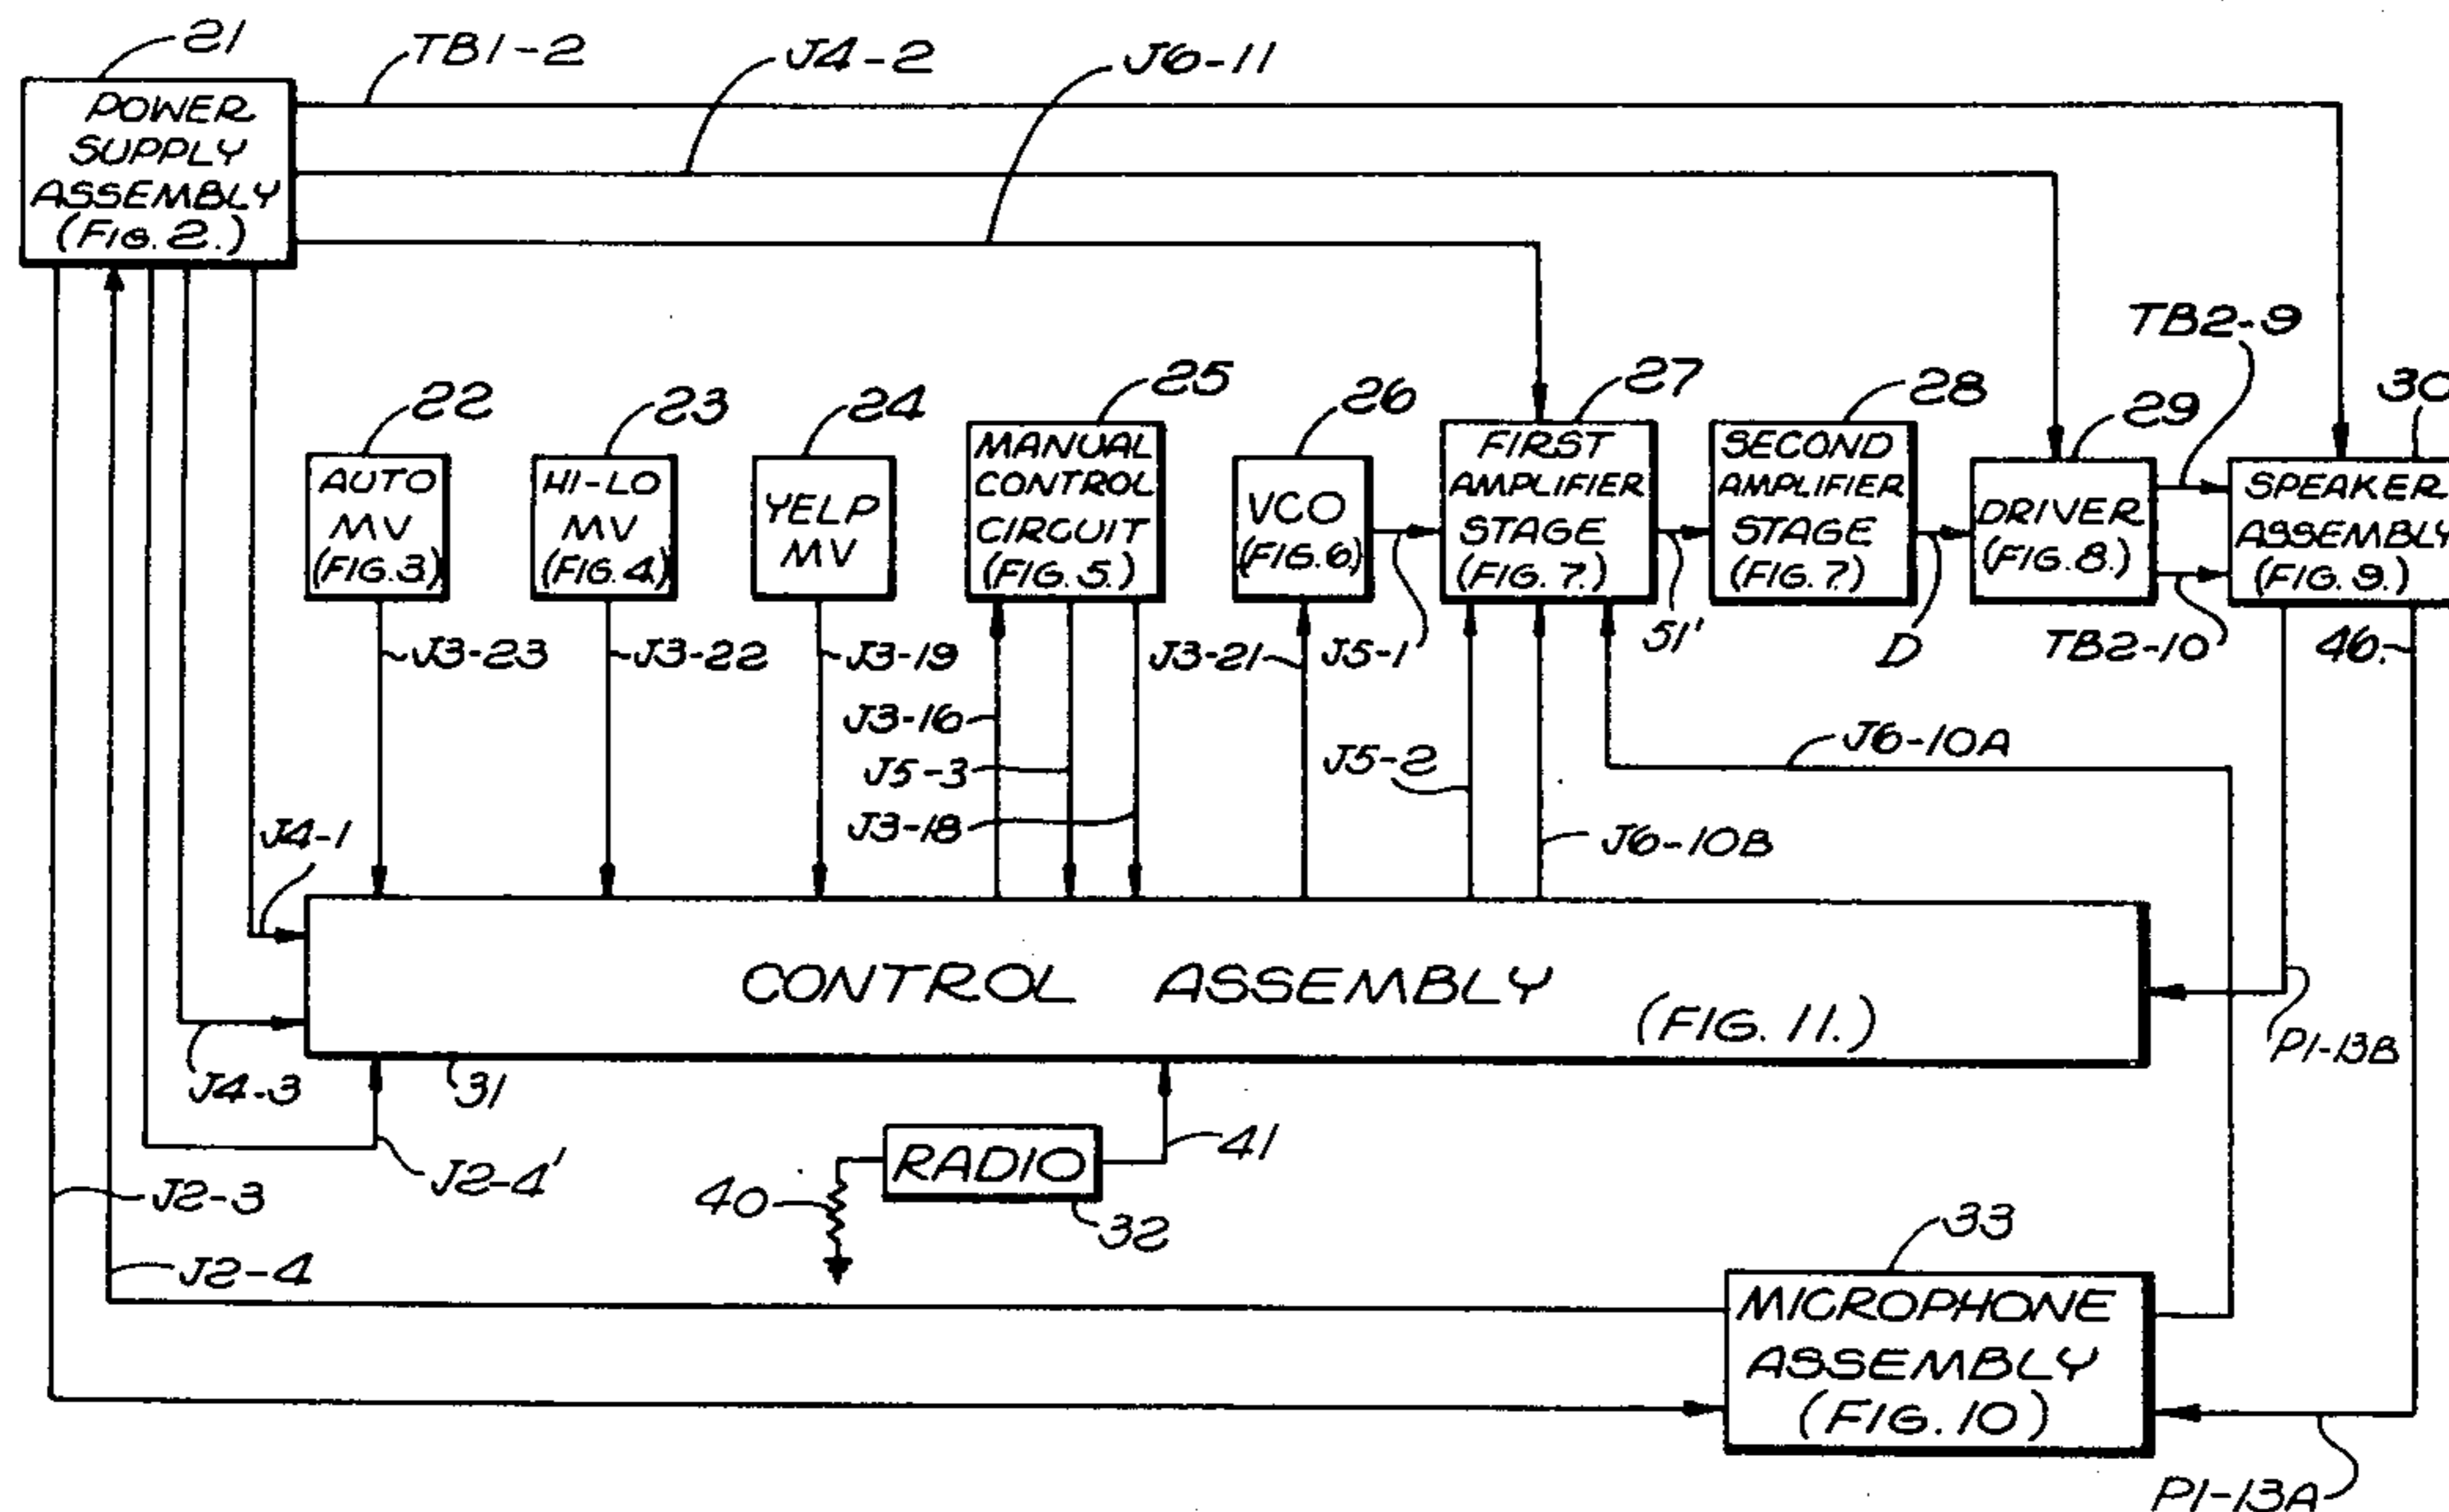 21
TB1-2
J4-2
J6-11
POWER
SUPPLY
ASSEMBLY
(FIG. 2.)
TB2-9
22
23
24
25
26
27
28
29
30
AUTO
MV
(FIG. 3.)
HI-LO
MV
(FIG. 4.)
YELP
MV
MANUAL
CONTROL
CIRCUIT
(FIG. 5.)
VCO
(FIG. 6)
FIRST
AMPLIFIER
STAGE
(FIG. 7.)
SECOND
AMPLIFIER
STAGE
(FIG. 7.)
DRIVER
(FIG. 8.)
SPEAKER
ASSEMBLY
(FIG. 9.)
J3-23
J3-22
J3-19
J3-21
J5-1
51'
D
TB2-10
46.
J3-16
J5-3
J3-18
J5-2
J6-10A
J6-10B
J4-1
CONTROL ASSEMBLY
(FIG. 11.)
J4-3
31
P1-13B
J2-4'
J2-3
RADIO
41
40
32
33
J2-4
MICROPHONE
ASSEMBLY
(FIG. 10)
P1-13A